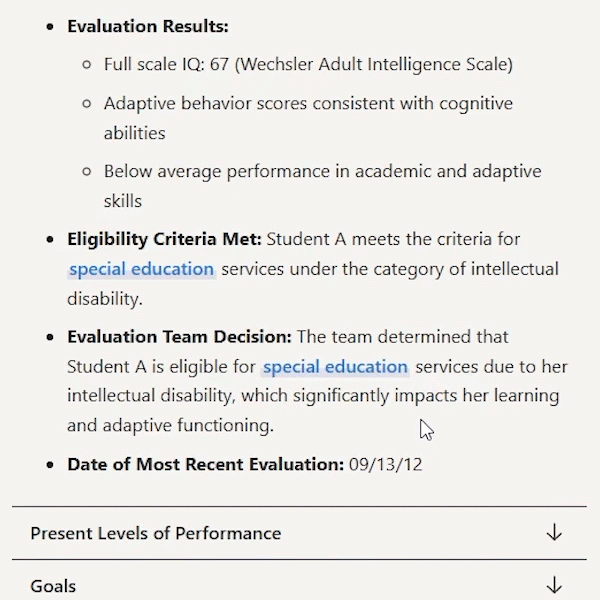 • Evaluation Results:
○ Full scale IQ: 67 (Wechsler Adult Intelligence Scale)
○ Adaptive behavior scores consistent with cognitive
abilities
○ Below average performance in academic and adaptive
skills
• Eligibility Criteria Met: Student A meets the criteria for
special education services under the category of intellectual
disability.
• Evaluation Team Decision: The team determined that
Student A is eligible for special education services due to her
intellectual disability, which significantly impacts her learning
and adaptive functioning.
• Date of Most Recent Evaluation: 09/13/12
Present Levels of Performance ↓
Goals ↓